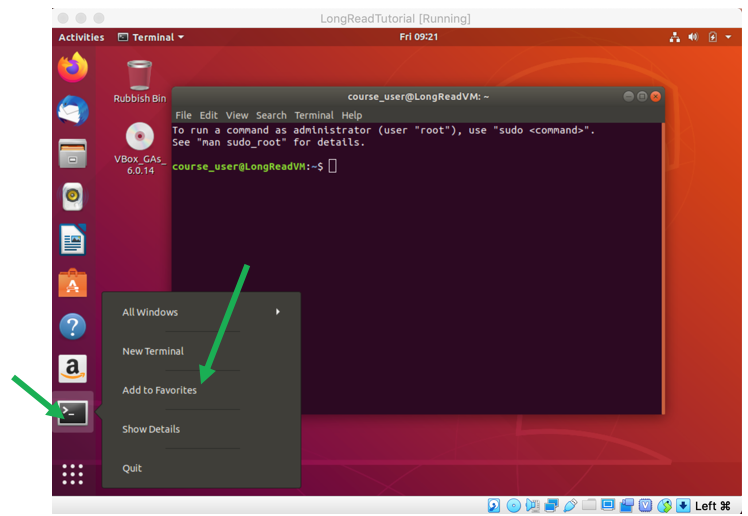 LongReadTutorial [Running]
Activities Terminal Fri 09:21
Rubbish Bin
VBox_GAs_
6.0.14
course_user@LongReadVM: ~
File Edit View Search Terminal Help
To run a command as administrator (user "root"), use "sudo <command>".
See "man sudo_root" for details.
course_user@LongReadVM:~$
All Windows
New Terminal
Add to Favorites
Show Details
Quit
Left ⌘